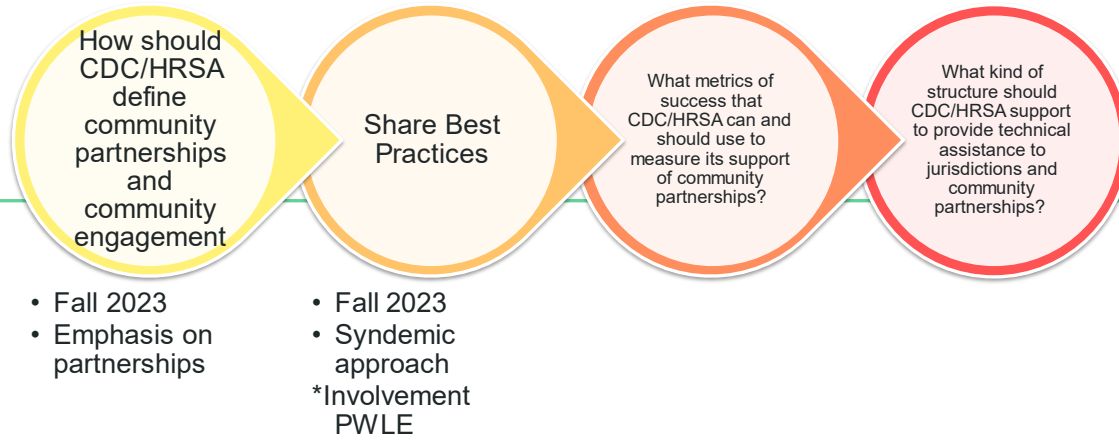 How should
CDC/HRSA
define
community
partnerships
and
community
engagement
• Fall 2023
• Emphasis on
partnerships
Share Best
Practices
• Fall 2023
• Syndemic
approach
*Involvement
PWLE
What metrics of
success that
CDC/HRSA can and
should use to
measure its support
of community
partnerships?
What kind of
structure should
CDC/HRSA support
to provide technical
assistance to
jurisdictions and
community
partnerships?